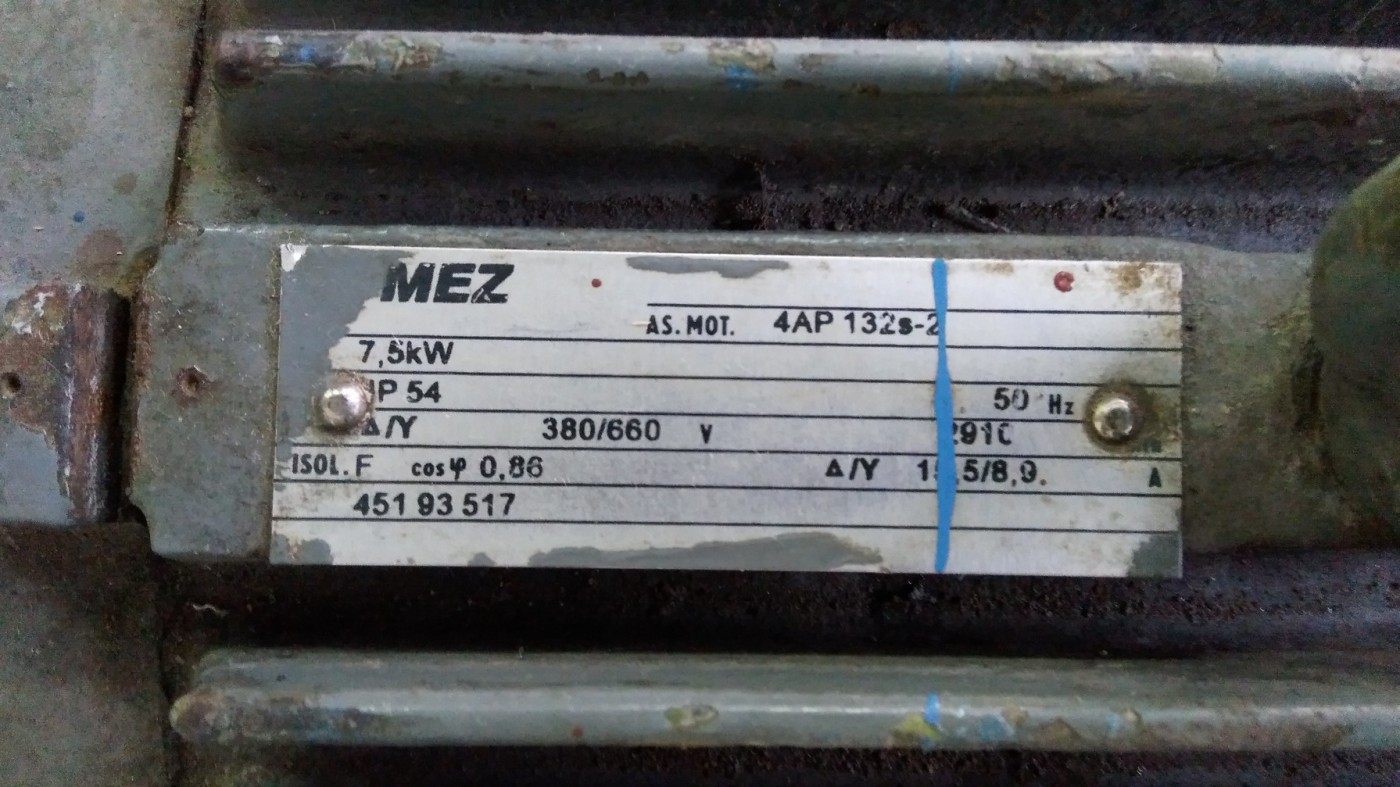 MEZ
AS.MOT. 4AP 132s-2
7,5kW
IP 54 50 Hz
Δ/Y 380/660 V
ISOL. F cos φ 0,86 Δ/Y A
451 93 517